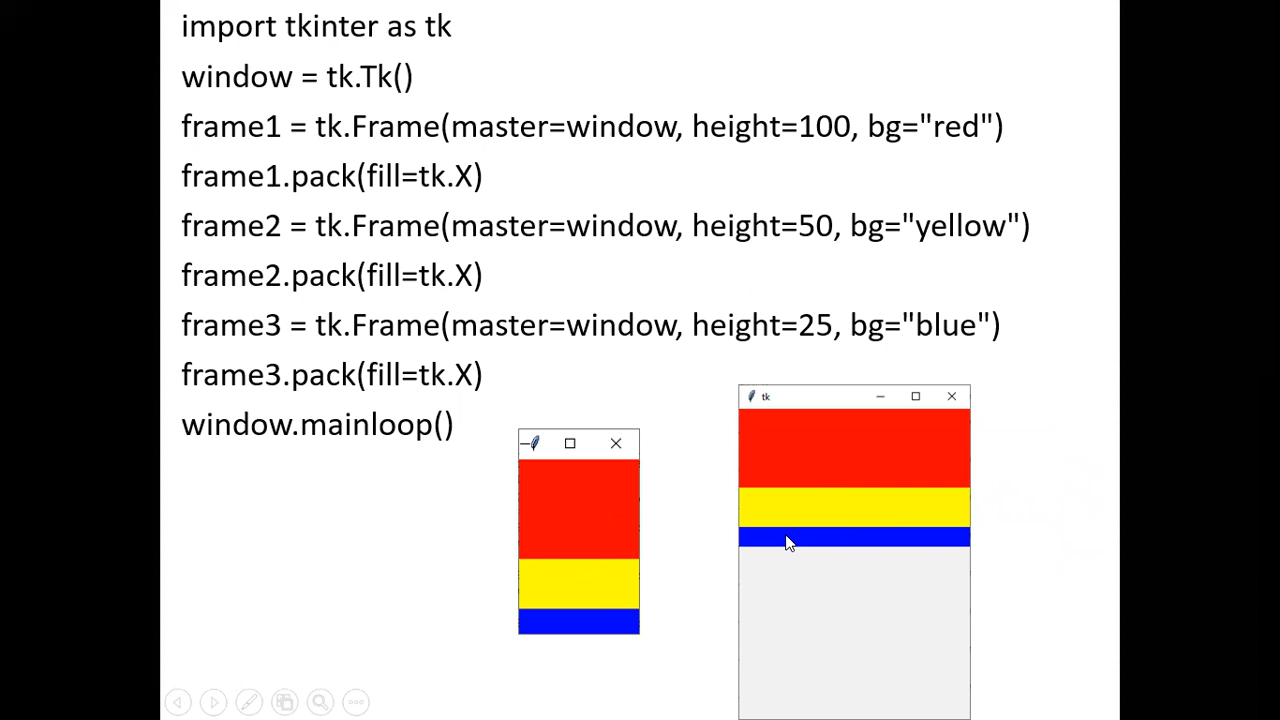 import tkinter as tk
window = tk.Tk()
frame1 = tk.Frame(master=window, height=100, bg="red")
frame1.pack(fill=tk.X)
frame2 = tk.Frame(master=window, height=50, bg="yellow")
frame2.pack(fill=tk.X)
frame3 = tk.Frame(master=window, height=25, bg="blue")
frame3.pack(fill=tk.X)
window.mainloop()
tk